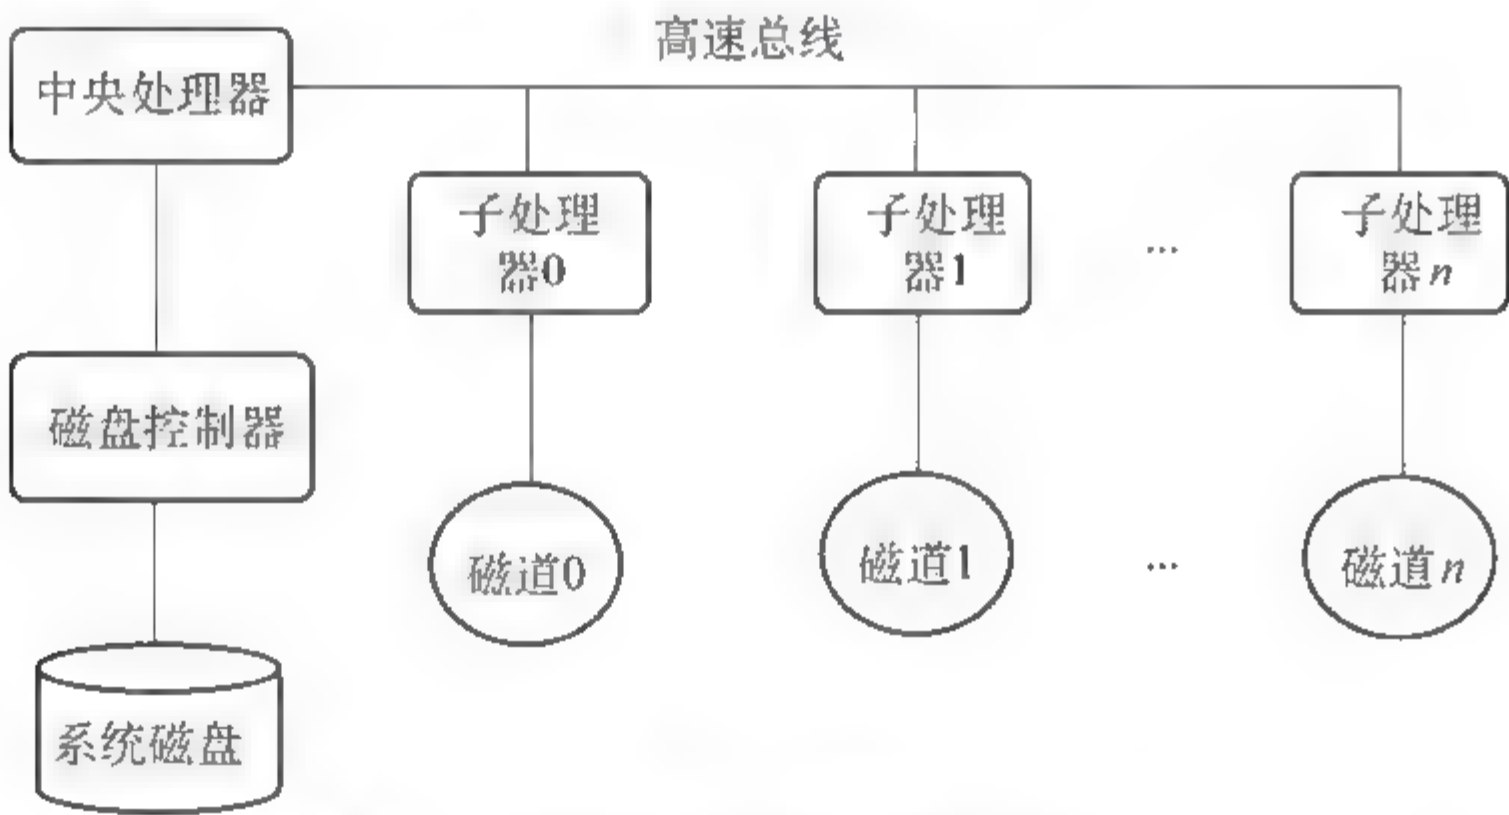 高速总线
中央处理器
子处理
器0
子处理
器1
...
子处理
器n
磁盘控制器
磁道0
磁道1
...
磁道n
系统磁盘